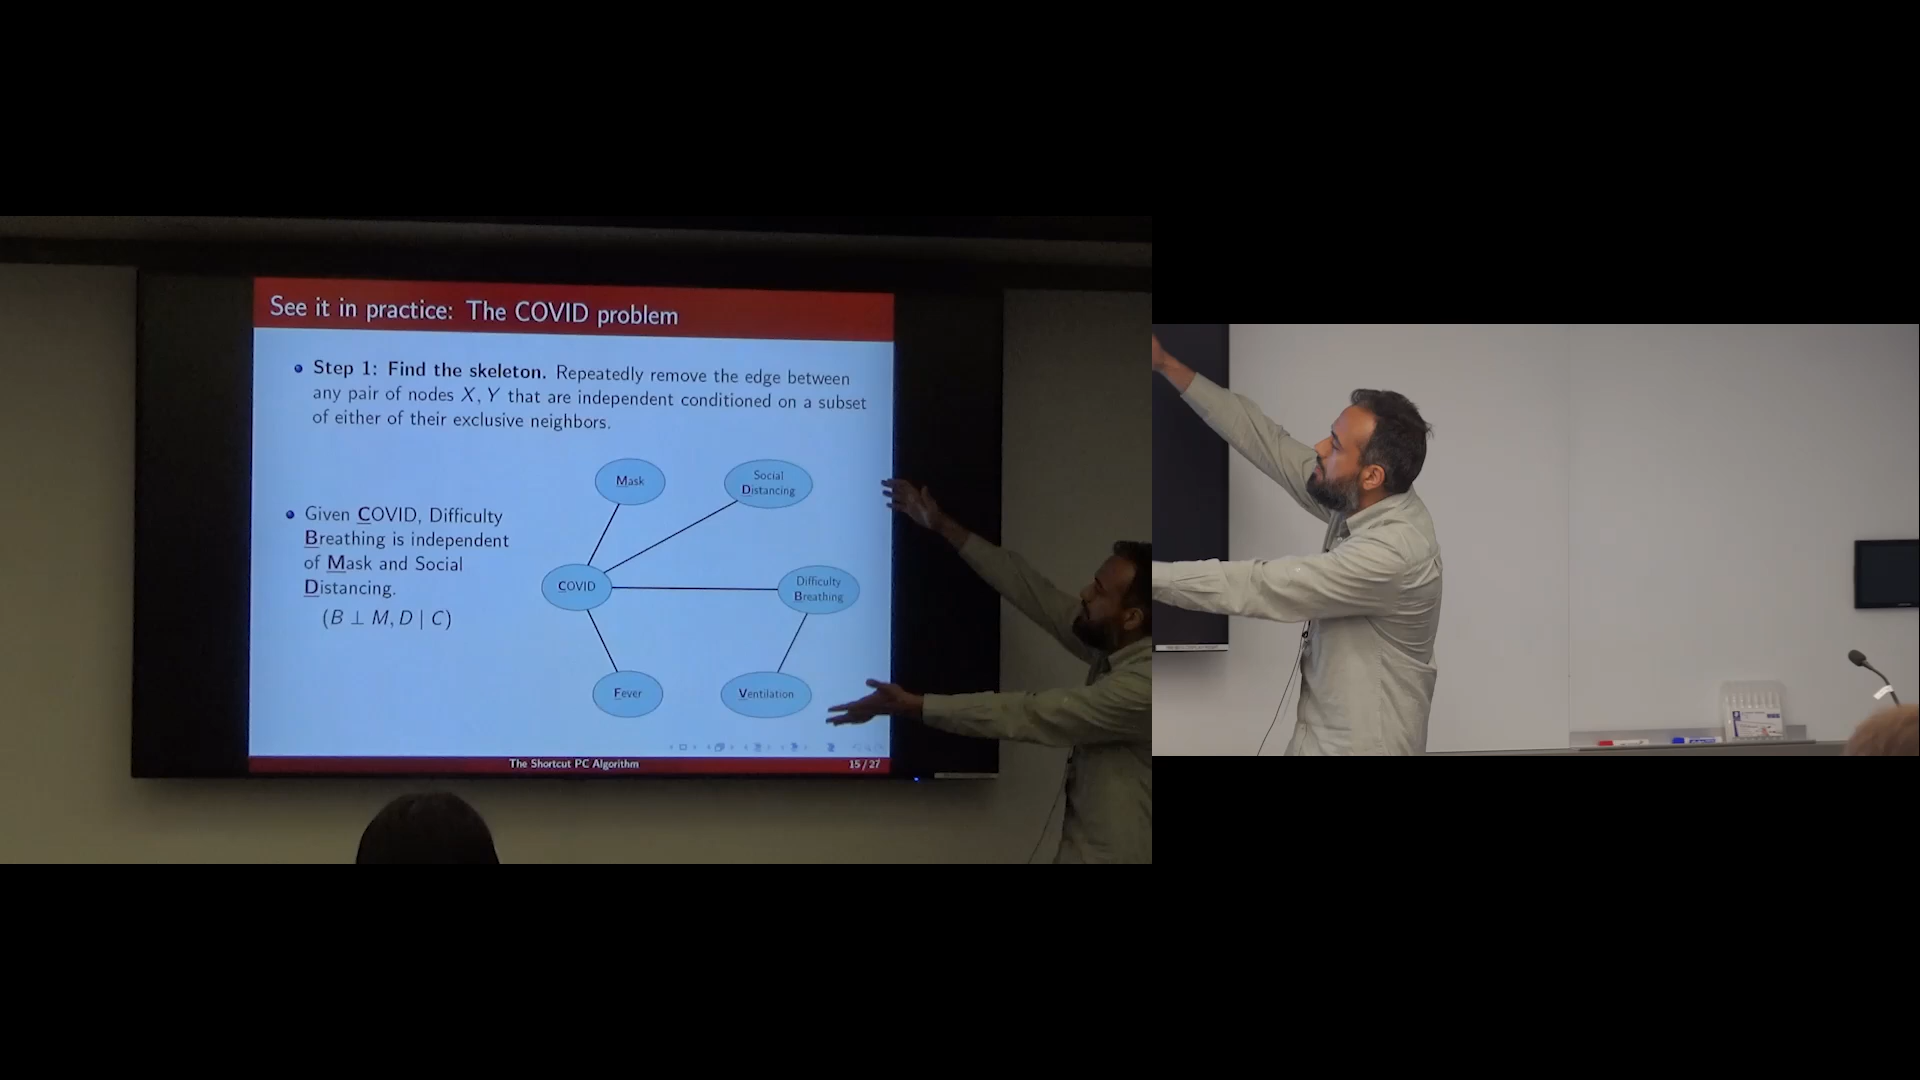 See it in practice: The COVID problem
Step 1: Find the skeleton. Repeatedly remove the edge between
any pair of nodes X, Y that are independent conditioned on a subset
of either of their exclusive neighbors.
Mask
Social
Distancing
Given COVID, Difficulty
Breathing is independent
of Mask and Social
Distancing.
(B ⊥ M, D | C)
COVID
Difficulty
Breathing
Fever
Ventilation
The Shortcut PC Algorithm
15 / 27